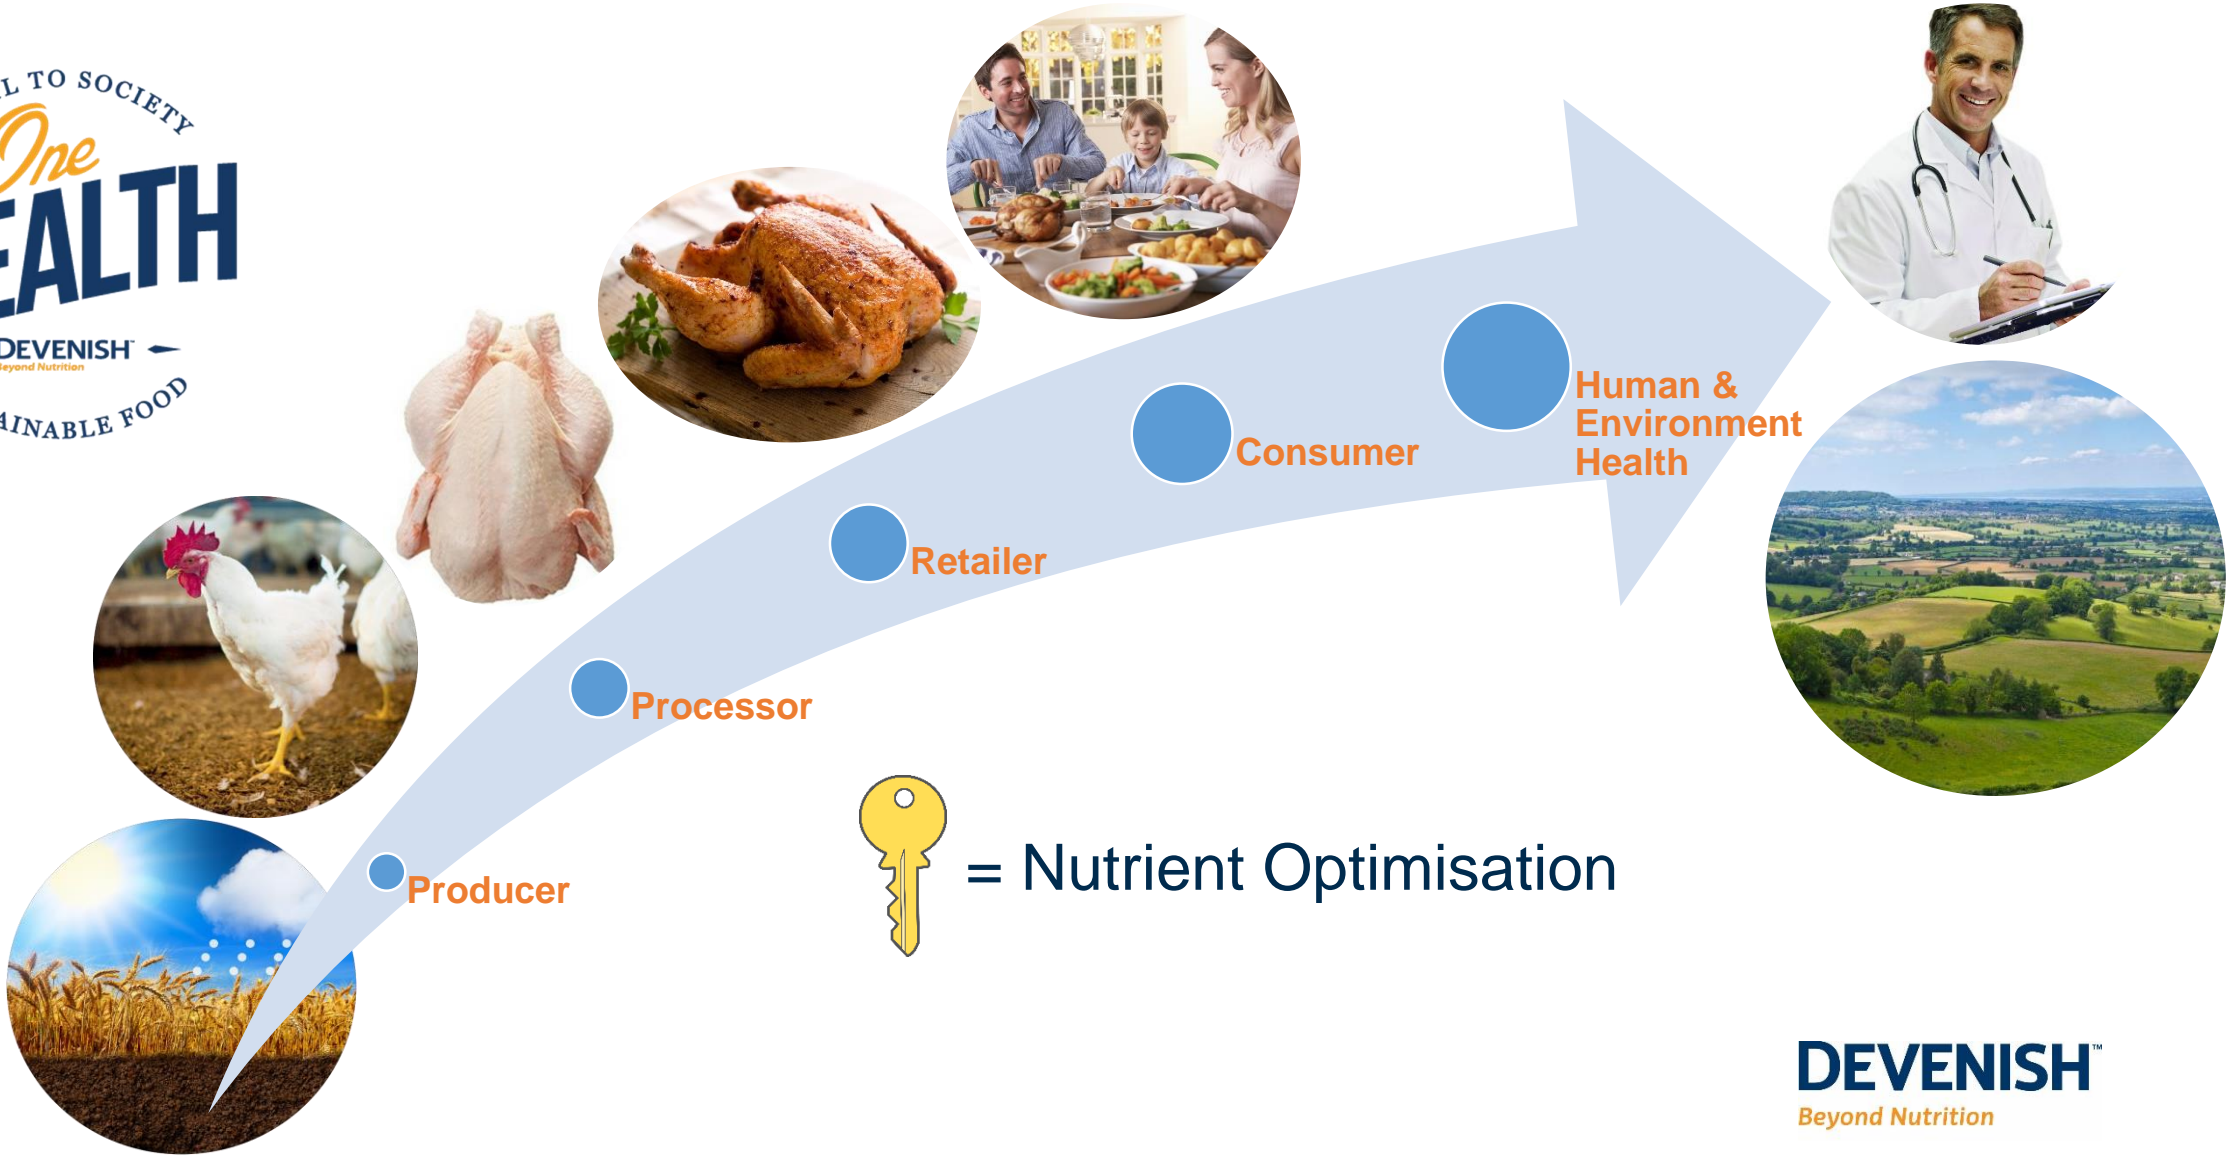 TO SOCIETY
One
EALTH
DEVENISH
Beyond Nutrition
AINABLE FOOD
Human &
Environment
Health
Consumer
Retailer
Processor
Producer
= Nutrient Optimisation
DEVENISH™
Beyond Nutrition